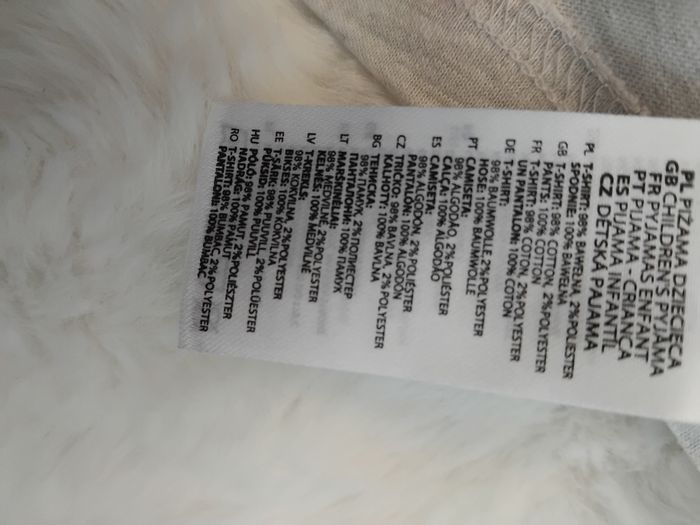 PL PIŻAMA DZIECIĘCA
GB CHILDREN'S PYJAMA
FR PYJAMAS ENFANT
PT PIJAMA - CRIANÇA
ES PIJAMA INFANTIL
CZ DĚTSKÁ PAJAMA
PL T-SHIRT: 98% BAWEŁNA, 2% POLIESTER
SPODNIE: 100% BAWEŁNA
GB T-SHIRT: 98% COTTON, 2% POLYESTER
PANTS: 100% COTTON
FR T-SHIRT: 98% COTON, 2% POLYESTER
UN PANTALON: 100% COTON
DE T-SHIRT:
98% BAUMWOLLE, 2% POLYESTER
HOSE: 100% BAUMWOLLE
PT CAMISETA:
98% ALGODÃO, 2% POLIÉSTER
CALÇA: 100% ALGODÃO
ES CAMISETA:
98% ALGODÓN, 2% POLIÉSTER
PANT 100% ALGODÓN
CZ TRIČKO: 98% BAVLNA, 2% POLYESTER
KALHOTY: 100% BAVLNA
BG ТЕНИСКА:
98% ПАМУК, 2% ПОЛИЕСТЕР
ПАНТАЛОНИ: 100% ПАМУК
LT MARŠKINĖLIAI:
98% MEDVILNĖ, 2% POLYESTER
KELNĖS: 100% MEDVILNĖ
LV T-KREKLS:
98% KOKVILNA, 2% POLYESTER
BIKSES: 100% KOKVILNA
EE T-SÄRK: 98% PUUVILL, 2% POLÜESTER
PÜKSID: 100% PUUVILL
HU PÓLÓ: 98% PAMUT, 2% POLIÉSZTER
NADRÁG: 100% PAMUT
RO T-SHIRT: 98% BUMBAC, 2% POLYESTER
PANTALONI: 100% BUMBAC